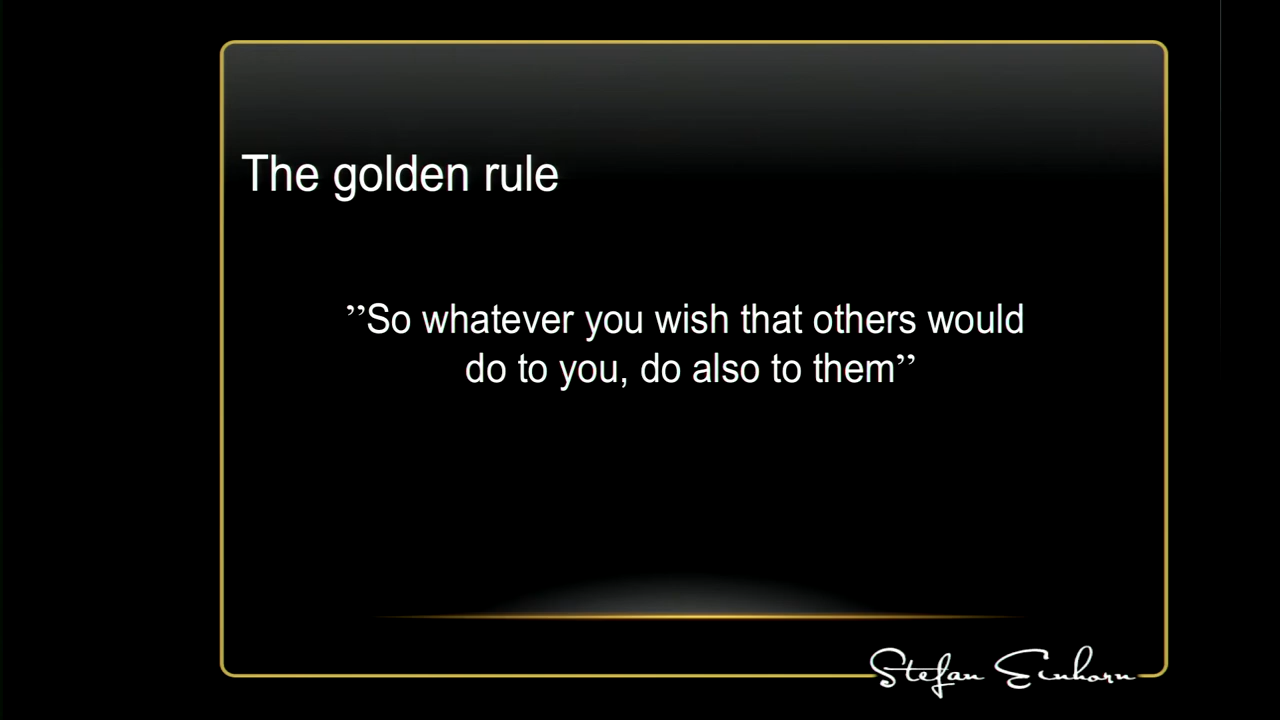 The golden rule
”So whatever you wish that others would
do to you, do also to them”
Stefan Einhorn